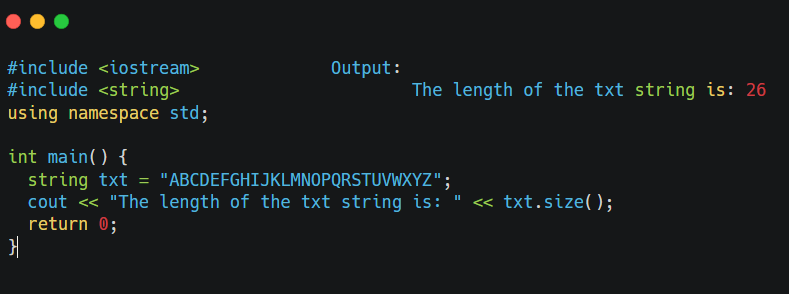 #include <iostream>             Output:
#include <string>                       The length of the txt string is: 26
using namespace std;

int main() {
  string txt = "ABCDEFGHIJKLMNOPQRSTUVWXYZ";
  cout << "The length of the txt string is: " << txt.size();
  return 0;
}